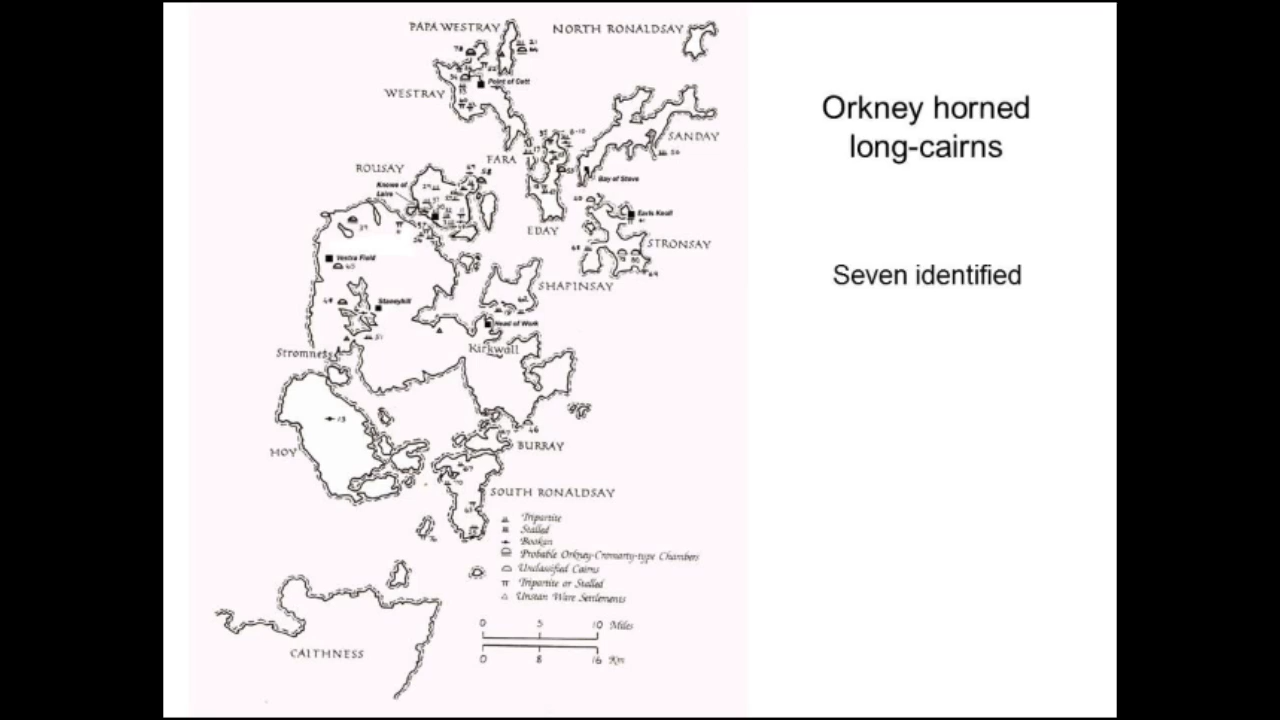 Orkney horned
long-cairns
Seven identified
PAPA WESTRAY
NORTH RONALDSAY
Point of Cott
WESTRAY
SANDAY
FARA
ROUSAY
Bay of Stove
Knowe of
Lairo
Earls Knoll
EDAY
STRONSAY
Vestra Field
SHAPINSAY
Staneyhill
Head of Work
Stromness
Kirkwall
13
46
HOY
BURRAY
SOUTH RONALDSAY
Tripartite
Stalled
Bookan
Probable Orkney-Cromarty-type Chambers
Unclassified Cairns
Tripartite or Stalled
Unstan Ware Settlements
0 5 10 Miles
0 8 16 Km
CAITHNESS